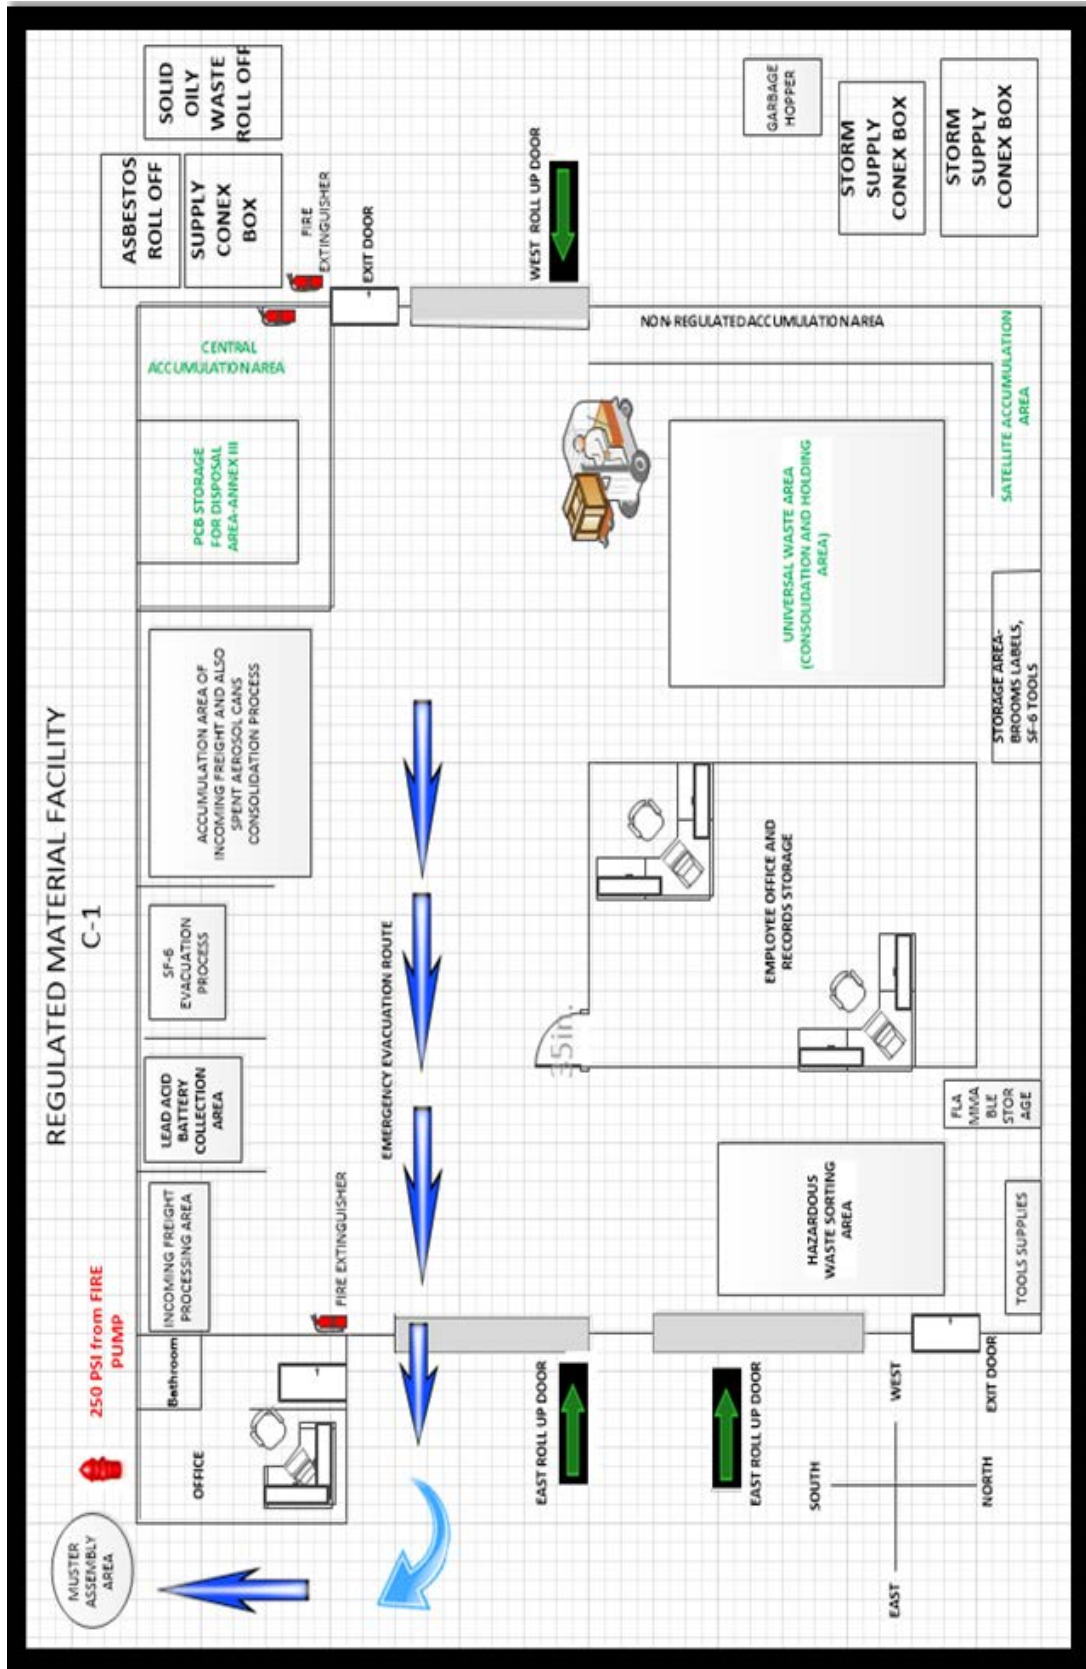 REGULATED MATERIAL FACILITY
C-1
MUSTER
ASSEMBLY
AREA
250 PSI from FIRE
PUMP
OFFICE
Bathroom
INCOMING FREIGHT
PROCESSING AREA
LEAD ACID
BATTERY
COLLECTION
AREA
SF-6
EVACUATION
PROCESS
ACCUMULATION AREA OF
INCOMING FREIGHT AND ALSO
SPENT AEROSOL CANS
CONSOLIDATION PROCESS
PCB STORAGE
FOR DISPOSAL
AREA-ANNEX III
CENTRAL
ACCUMULATION AREA
ASBESTOS
ROLL OFF
SUPPLY
CONEX
BOX
SOLID
OILY
WASTE
ROLL OFF
FIRE
EXTINGUISHER
EXIT DOOR
FIRE EXTINGUISHER
EMERGENCY EVACUATION ROUTE
WEST ROLL UP DOOR
35in.
EAST ROLL UP DOOR
EAST ROLL UP DOOR
NON-REGULATED ACCUMULATION AREA
GARBAGE
HOPPER
STORM
SUPPLY
CONEX BOX
STORM
SUPPLY
CONEX BOX
UNIVERSAL WASTE AREA
(CONSOLIDATION AND HOLDING
AREA)
SATELLITE ACCUMULATION
AREA
EMPLOYEE OFFICE AND
RECORDS STORAGE
STORAGE AREA-
BROOMS LABELS,
SF-6 TOOLS
HAZARDOUS
WASTE SORTING
AREA
FLA
MMA
BLE
STOR
AGE
TOOLS SUPPLIES
EXIT DOOR
SOUTH
EAST
WEST
NORTH